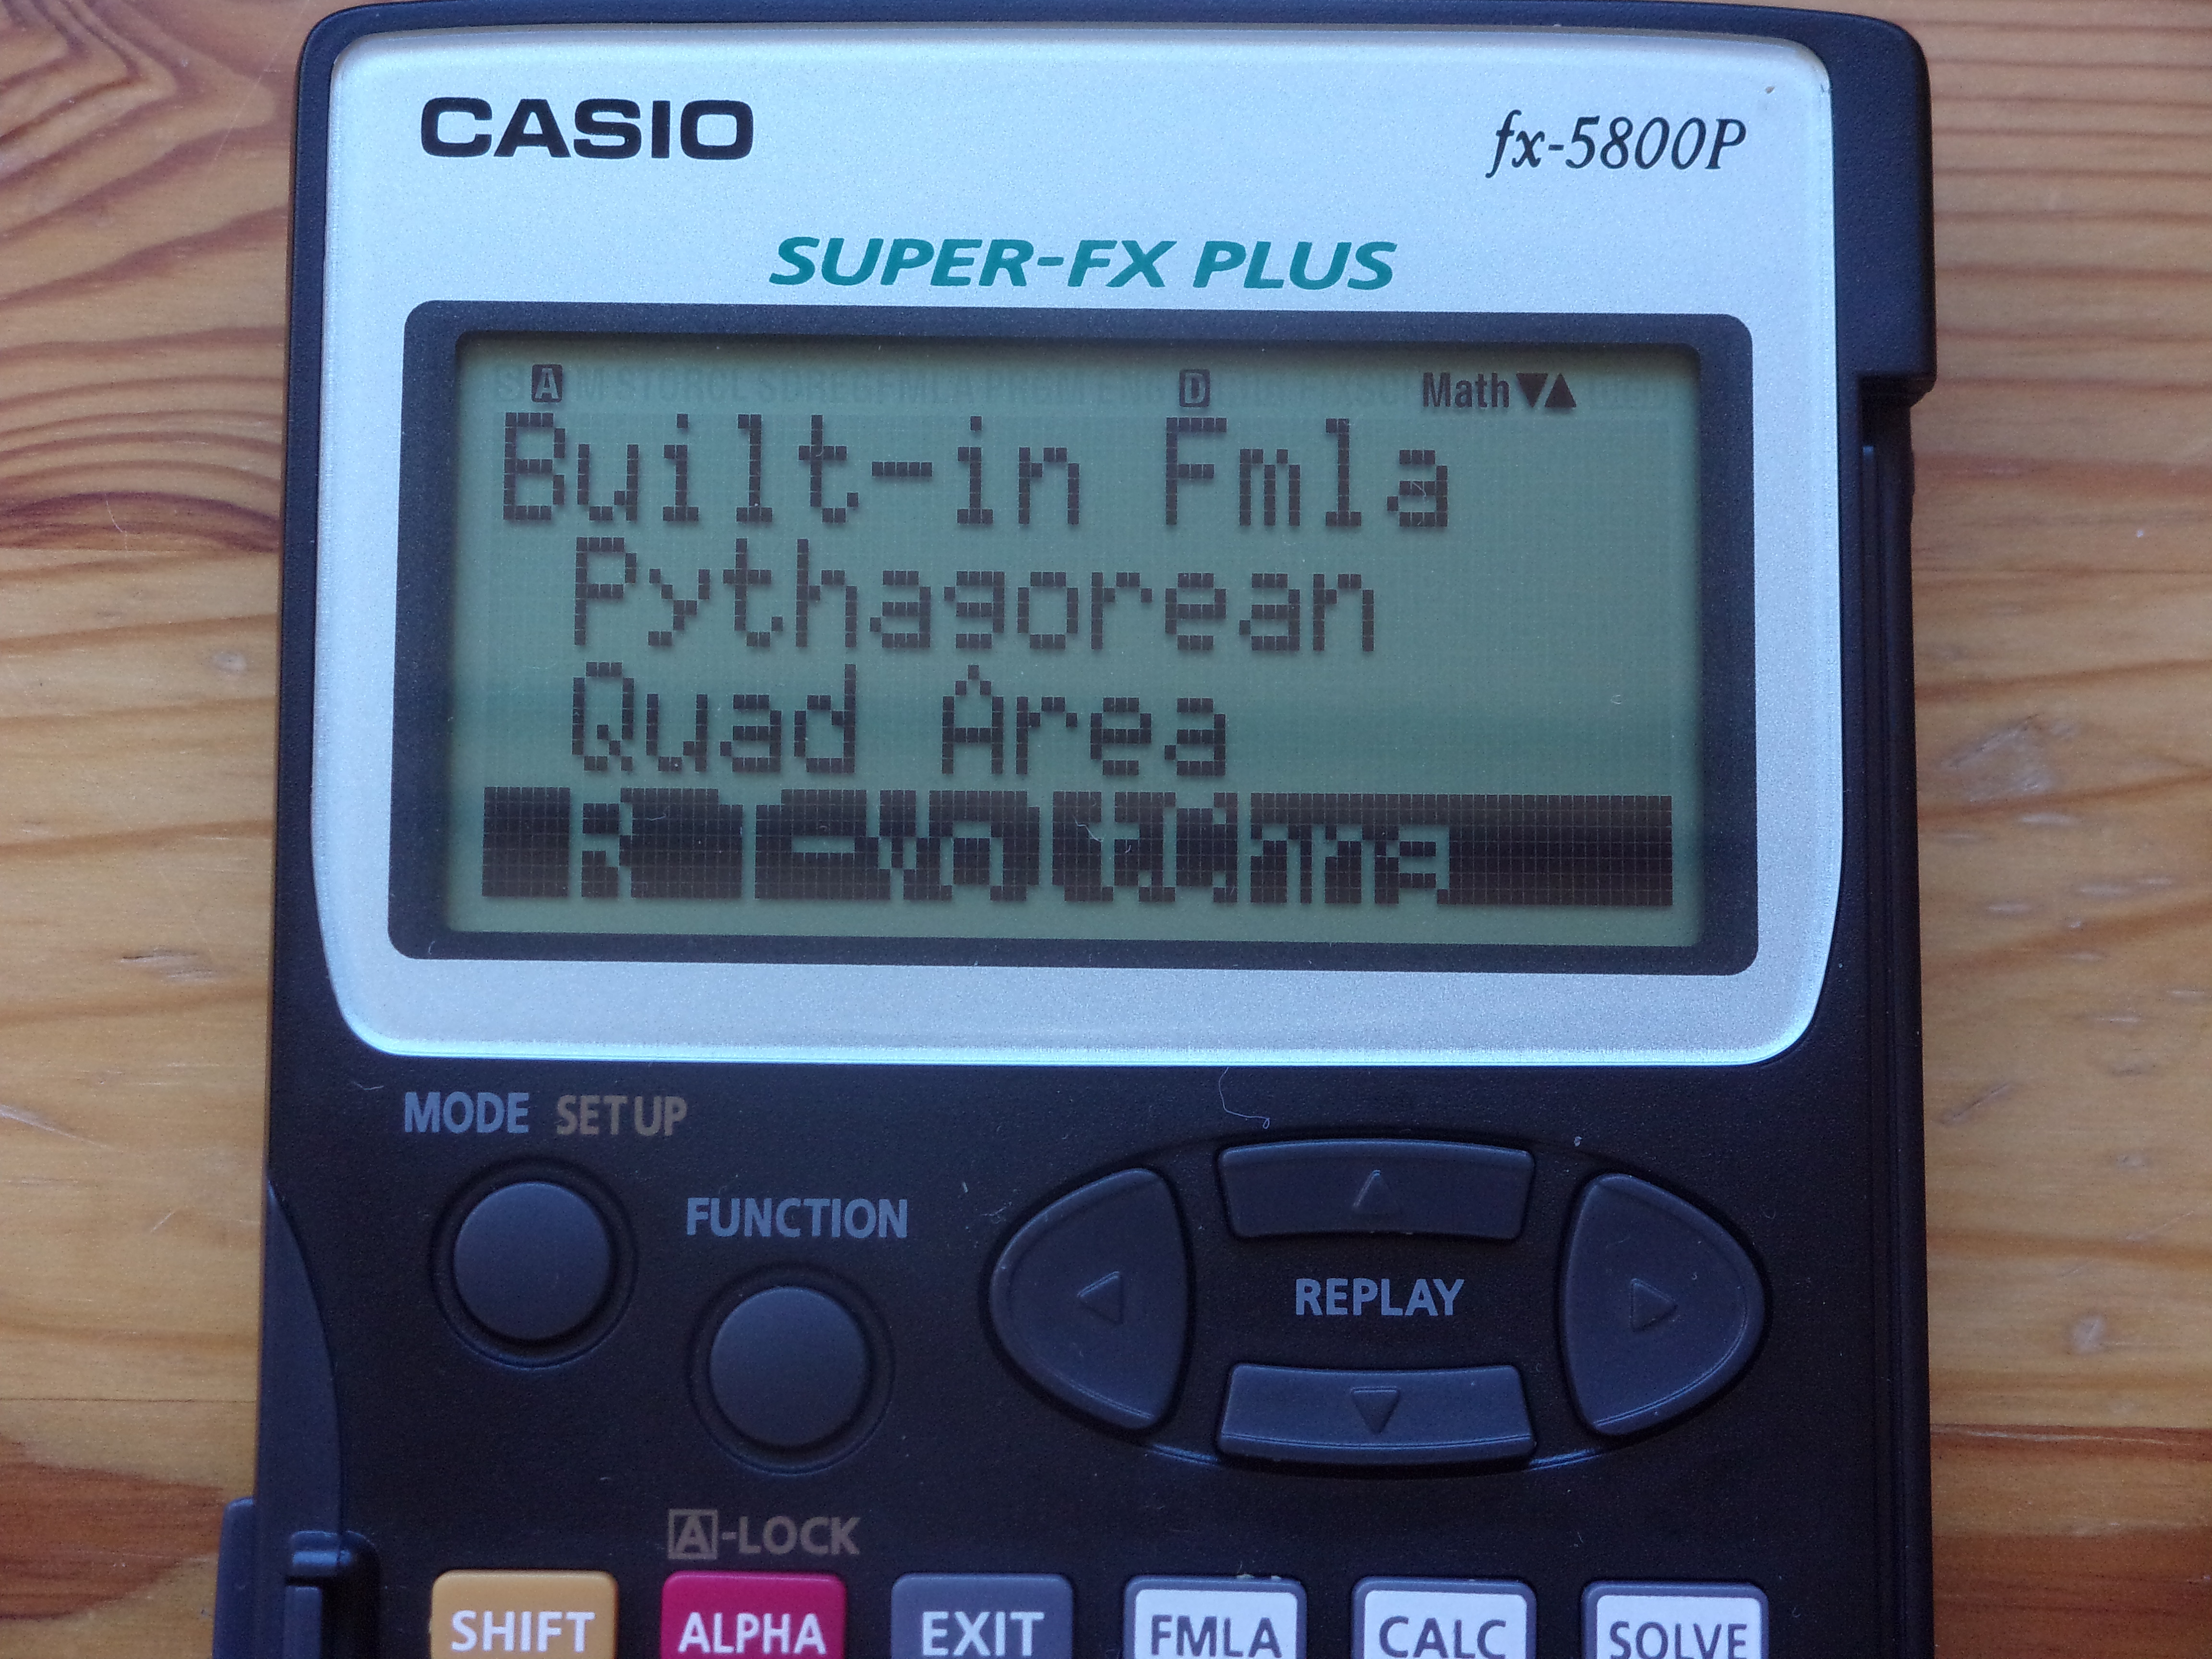 CASIO
fx-5800P
SUPER-FX PLUS
A D Math▼▲
Built-in Fmla
Pythagorean
Quad Area
MODE SETUP
FUNCTION
REPLAY
A-LOCK
SHIFT ALPHA EXIT FMLA CALC SOLVE